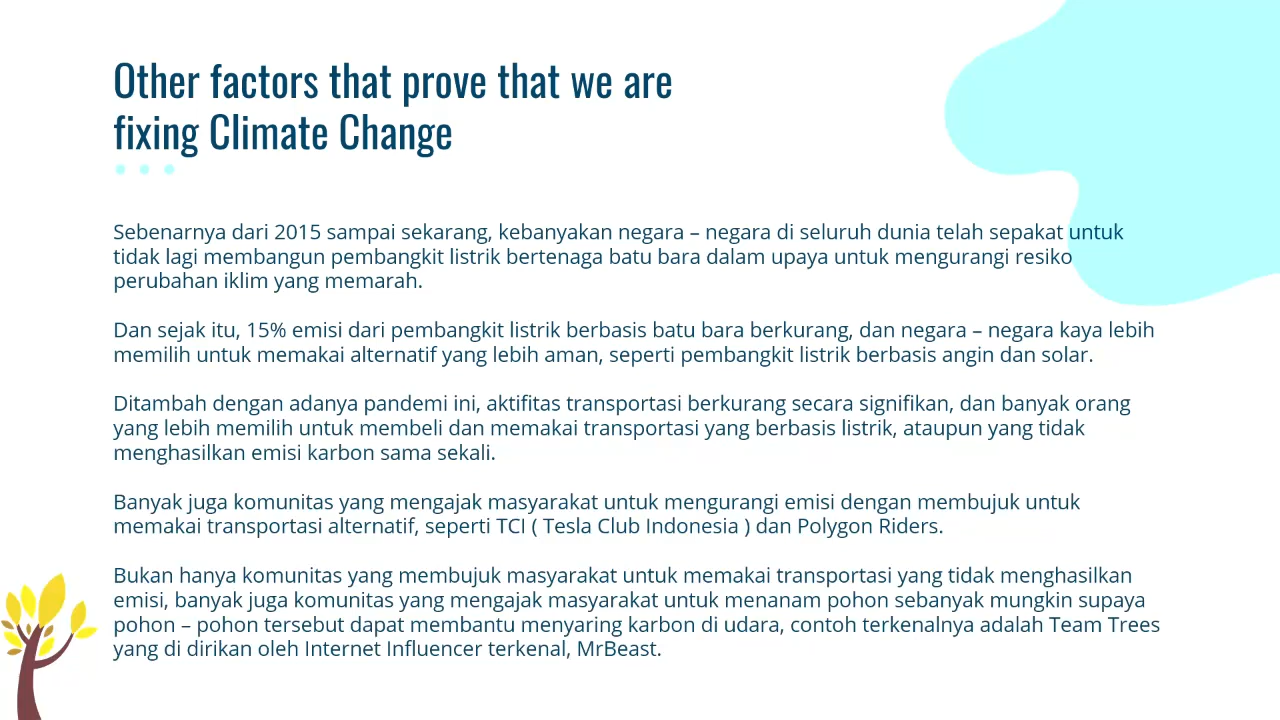 Other factors that prove that we are
fixing Climate Change
Sebenarnya dari 2015 sampai sekarang, kebanyakan negara – negara di seluruh dunia telah sepakat untuk
tidak lagi membangun pembangkit listrik bertenaga batu bara dalam upaya untuk mengurangi resiko
perubahan iklim yang memarah.
Dan sejak itu, 15% emisi dari pembangkit listrik berbasis batu bara berkurang, dan negara – negara kaya lebih
memilih untuk memakai alternatif yang lebih aman, seperti pembangkit listrik berbasis angin dan solar.
Ditambah dengan adanya pandemi ini, aktifitas transportasi berkurang secara signifikan, dan banyak orang
yang lebih memilih untuk membeli dan memakai transportasi yang berbasis listrik, ataupun yang tidak
menghasilkan emisi karbon sama sekali.
Banyak juga komunitas yang mengajak masyarakat untuk mengurangi emisi dengan membujuk untuk
memakai transportasi alternatif, seperti TCI ( Tesla Club Indonesia ) dan Polygon Riders.
Bukan hanya komunitas yang membujuk masyarakat untuk memakai transportasi yang tidak menghasilkan
emisi, banyak juga komunitas yang mengajak masyarakat untuk menanam pohon sebanyak mungkin supaya
pohon – pohon tersebut dapat membantu menyaring karbon di udara, contoh terkenalnya adalah Team Trees
yang di dirikan oleh Internet Influencer terkenal, MrBeast.